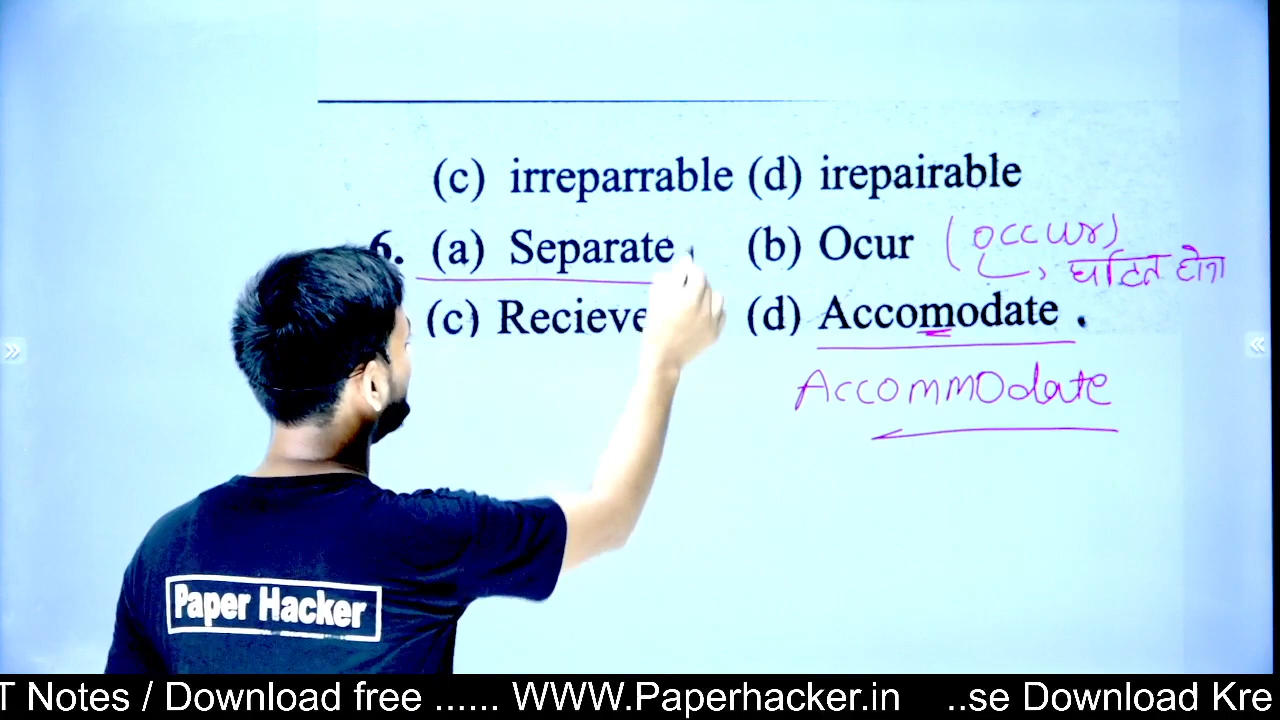 (c) irreparrable (d) irepairable
6. (a) Separate (b) Ocur (occur)
, घटित होना
(c) Recieve (d) Accomodate .
Accommodate
Paper Hacker
T Notes / Download free ...... WWW.Paperhacker.in ..se Download Kre